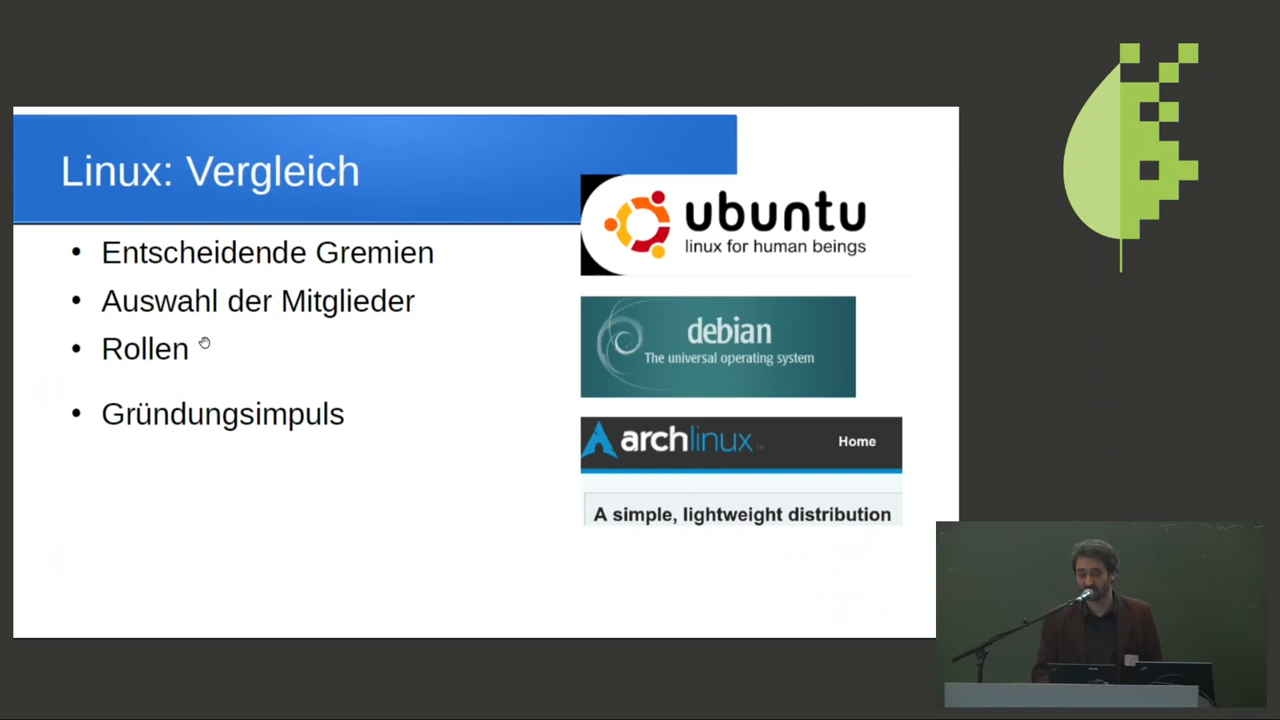 Linux: Vergleich
Entscheidende Gremien
Auswahl der Mitglieder
Rollen
Gründungsimpuls
ubuntu
linux for human beings
debian
The universal operating system
archlinux
Home
A simple, lightweight distribution